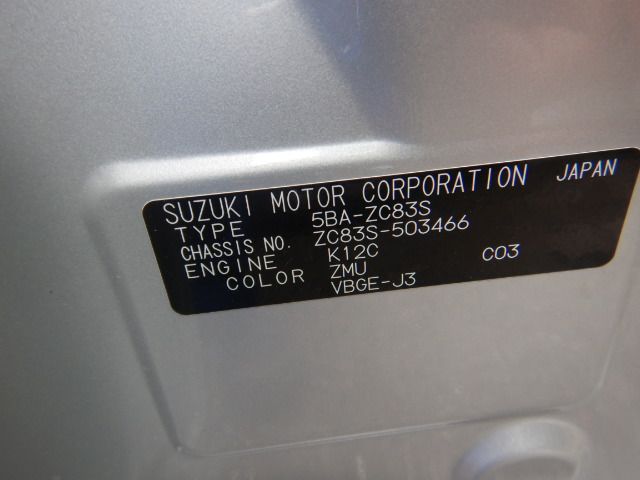 SUZUKI MOTOR CORPORATION JAPAN
TYPE 5BA-ZC83S
CHASSIS NO. ZC83S-503466
ENGINE K12C C03
COLOR ZMU
VBGE-J3